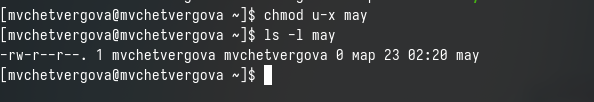 [mvchetvergova@mvchetvergova ~]$ chmod u-x may
[mvchetvergova@mvchetvergova ~]$ ls -l may
-rw-r--r--. 1 mvchetvergova mvchetvergova 0 мар 23 02:20 may
[mvchetvergova@mvchetvergova ~]$